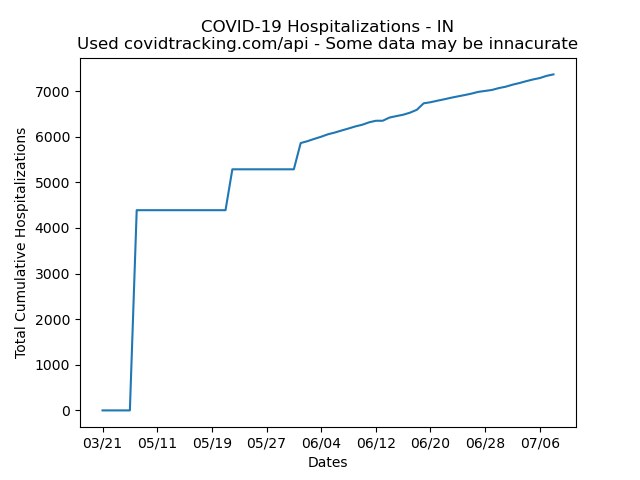 COVID-19 Hospitalizations - IN
Used covidtracking.com/api - Some data may be innacurate
Total Cumulative Hospitalizations
7000
6000
5000
4000
3000
2000
1000
0
03/21 05/11 05/19 05/27 06/04 06/12 06/20 06/28 07/06
Dates